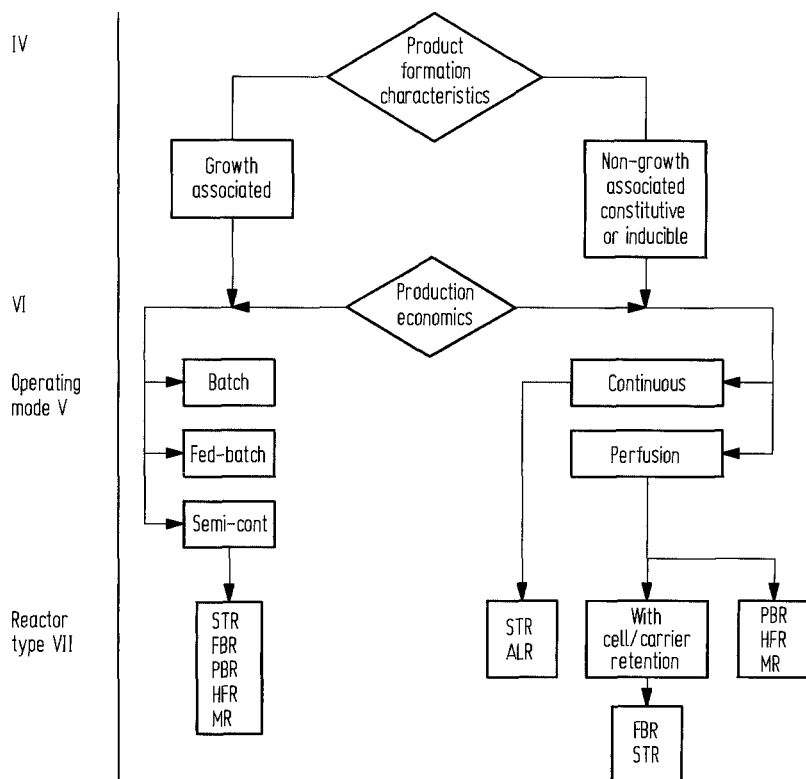 IV
Product
formation
characteristics
Growth
associated
Non-growth
associated
constitutive
or inducible
VI
Production
economics
Operating
mode V
Batch
Continuous
Fed-batch
Perfusion
Semi-cont
Reactor
type VII
STR
FBR
PBR
HFR
MR
STR
ALR
With
cell/carrier
retention
PBR
HFR
MR
FBR
STR